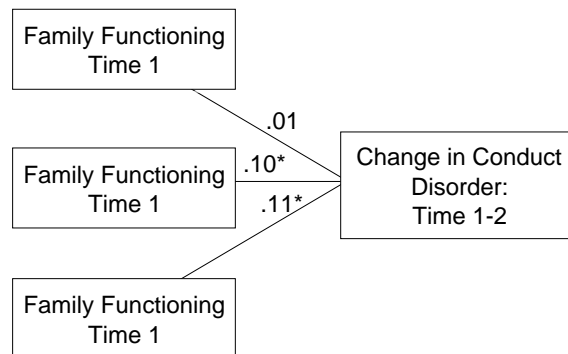 Family Functioning
Time 1
.01
Family Functioning
Time 1
.10*
Change in Conduct
Disorder:
Time 1-2
.11*
Family Functioning
Time 1